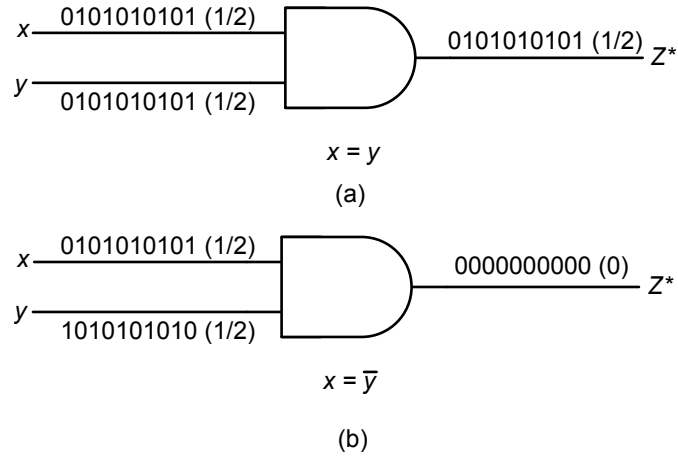 x 0101010101 (1/2)
0101010101 (1/2) Z*
y 0101010101 (1/2)
x = y
(a)
x 0101010101 (1/2)
0000000000 (0) Z*
y 1010101010 (1/2)
x = y̅
(b)